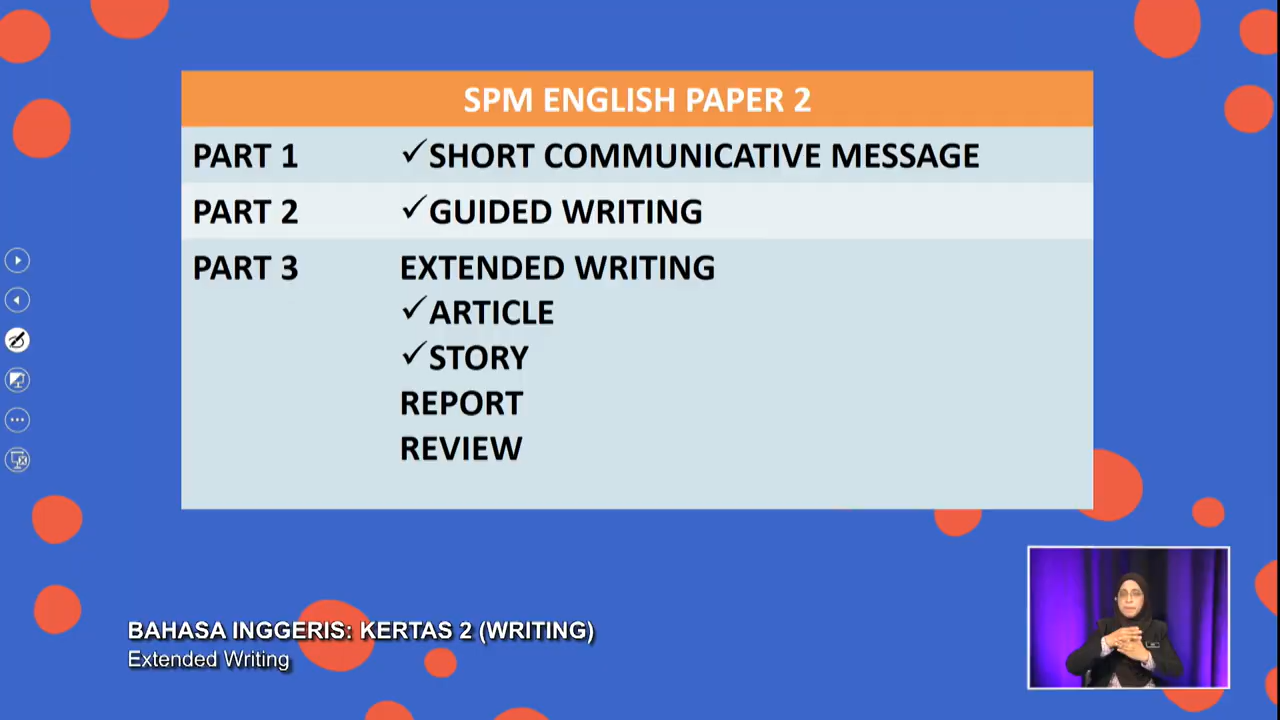 SPM ENGLISH PAPER 2
PART 1 ✓SHORT COMMUNICATIVE MESSAGE
PART 2 ✓GUIDED WRITING
PART 3 EXTENDED WRITING
✓ARTICLE
✓STORY
REPORT
REVIEW
BAHASA INGGERIS: KERTAS 2 (WRITING)
Extended Writing